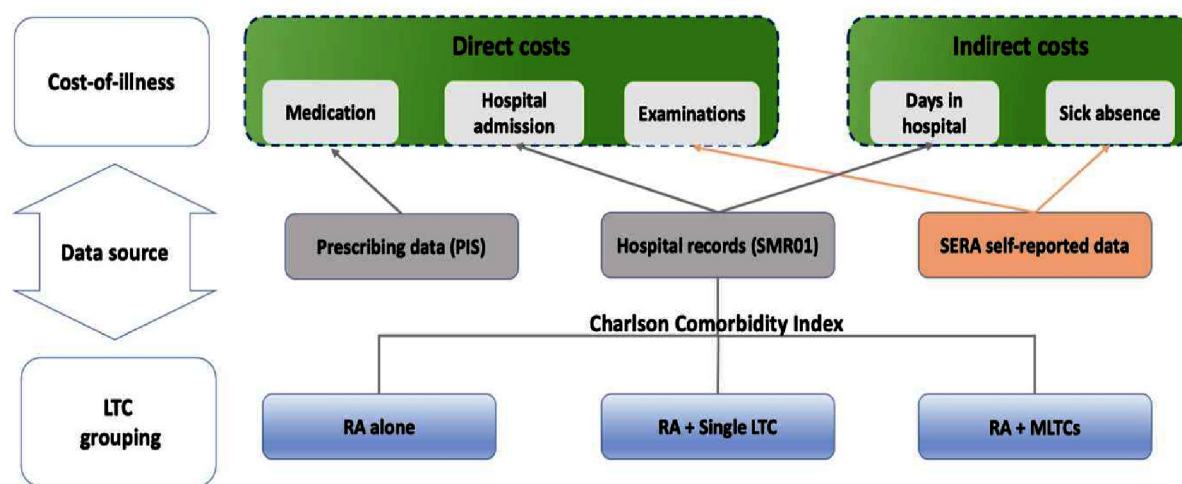 Direct costs
Indirect costs
Cost-of-illness
Medication
Hospital
admission
Examinations
Days in
hospital
Sick absence
Data source
Prescribing data (PIS)
Hospital records (SMR01)
SERA self-reported data
Charlson Comorbidity Index
LTC
grouping
RA alone
RA + Single LTC
RA + MLTCs